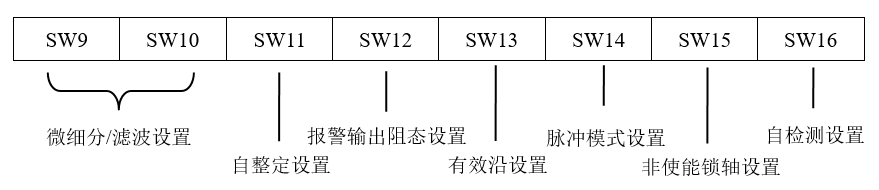 SW9 SW10 SW11 SW12 SW13 SW14 SW15 SW16
微细分/滤波设置 报警输出阻态设置 脉冲模式设置 自检测设置
自整定设置 有效沿设置 非使能锁轴设置